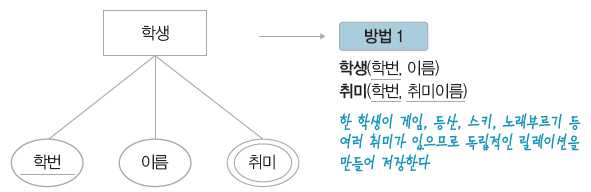 학생
방법 1
학생(학번, 이름)
취미(학번, 취미이름)
한 학생이 게임, 등산, 스키, 노래부르기 등
여러 취미가 있으므로 독립적인 릴레이션을
만들어 저장한다
학번
이름
취미